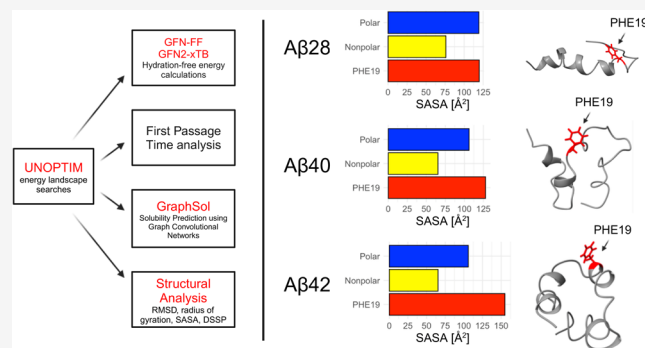 UNOPTIM
energy landscape
searches
GFN-FF
GFN2-xTB
Hydration-free energy
calculations
First Passage
Time analysis
GraphSol
Solubility Prediction using
Graph Convolutional
Networks
Structural
Analysis
RMSD, radius of
gyration, SASA, DSSP
Aβ28
Polar
Nonpolar
PHE19
0 25 50 75 100 125
SASA [Å²]
PHE19
Aβ40
Polar
Nonpolar
PHE19
0 25 50 75 100 125
SASA [Å²]
PHE19
Aβ42
Polar
Nonpolar
PHE19
0 25 50 75 100 125 150
SASA [Å²]
PHE19